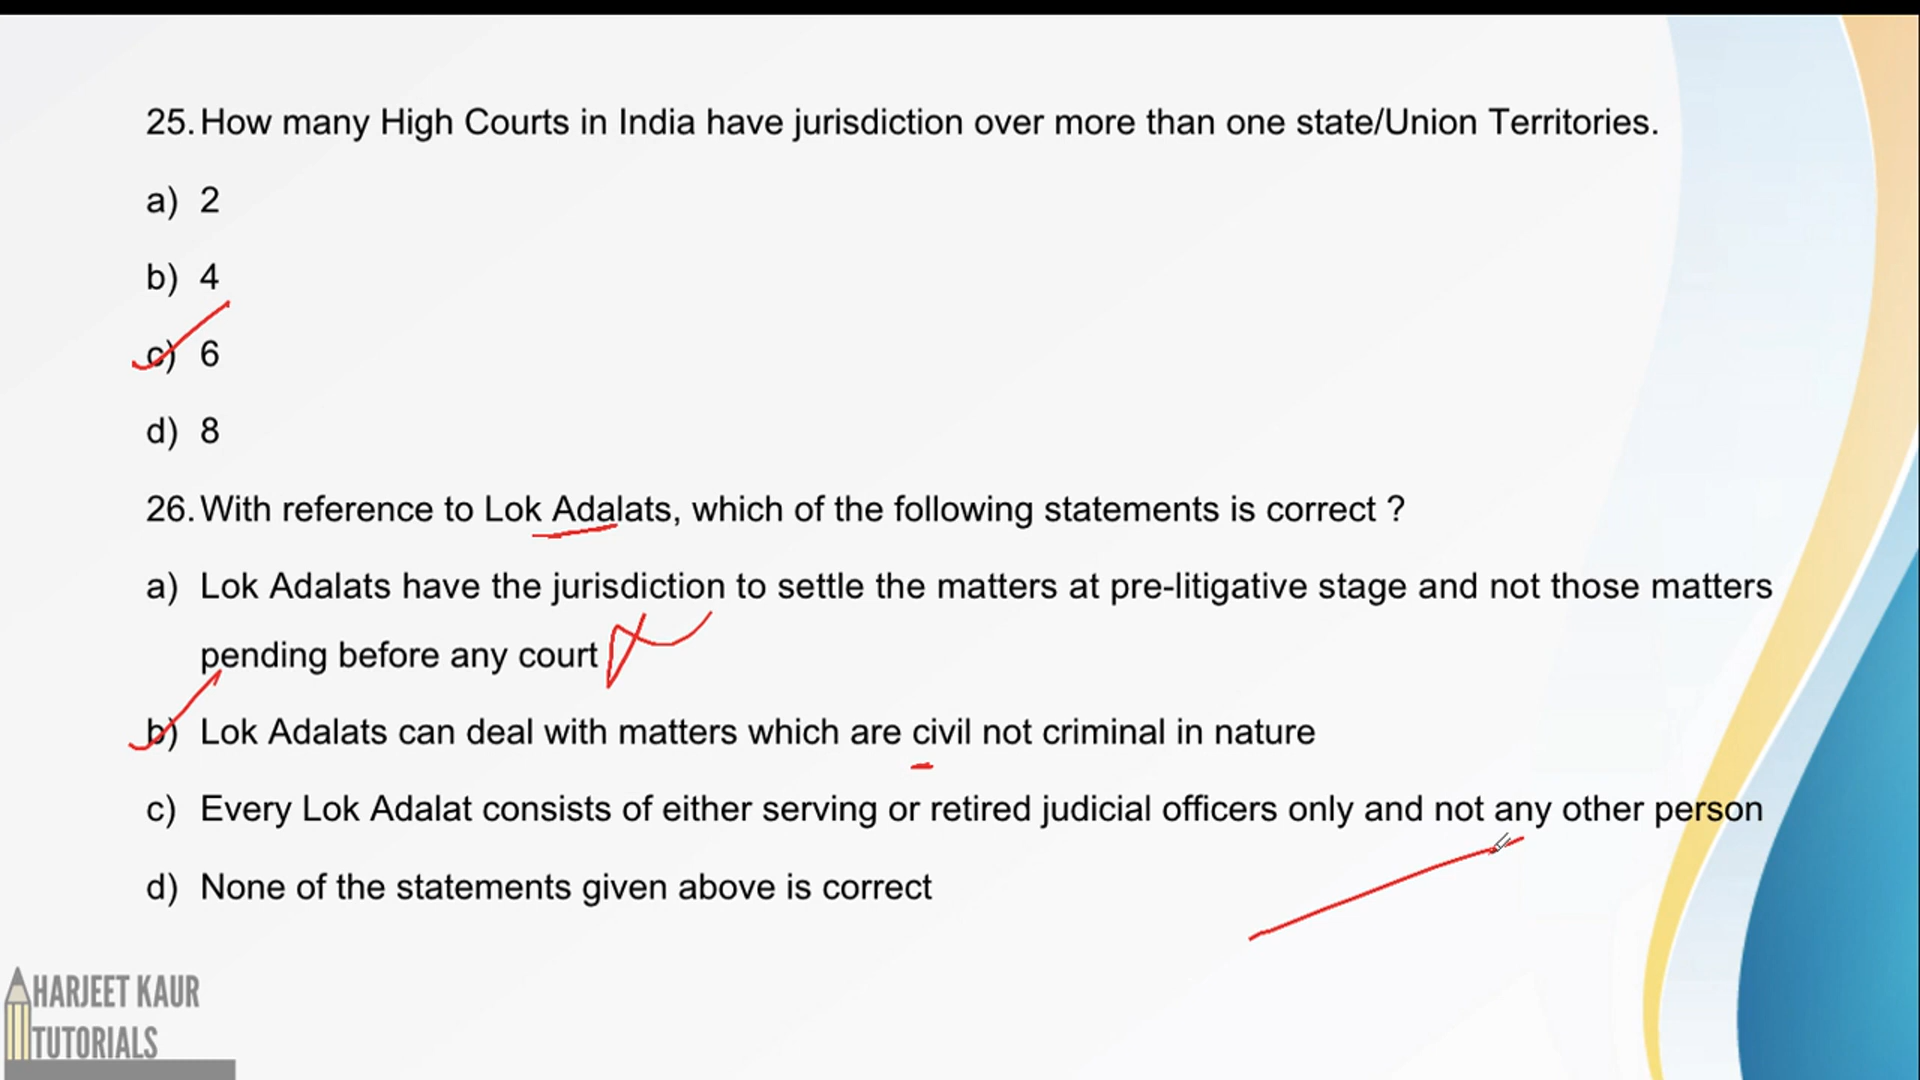 25. How many High Courts in India have jurisdiction over more than one state/Union Territories.
a) 2
b) 4
c) 6
d) 8
26. With reference to Lok Adalats, which of the following statements is correct ?
a) Lok Adalats have the jurisdiction to settle the matters at pre-litigative stage and not those matters
pending before any court
b) Lok Adalats can deal with matters which are civil not criminal in nature
c) Every Lok Adalat consists of either serving or retired judicial officers only and not any other person
d) None of the statements given above is correct
HARJEET KAUR
TUTORIALS